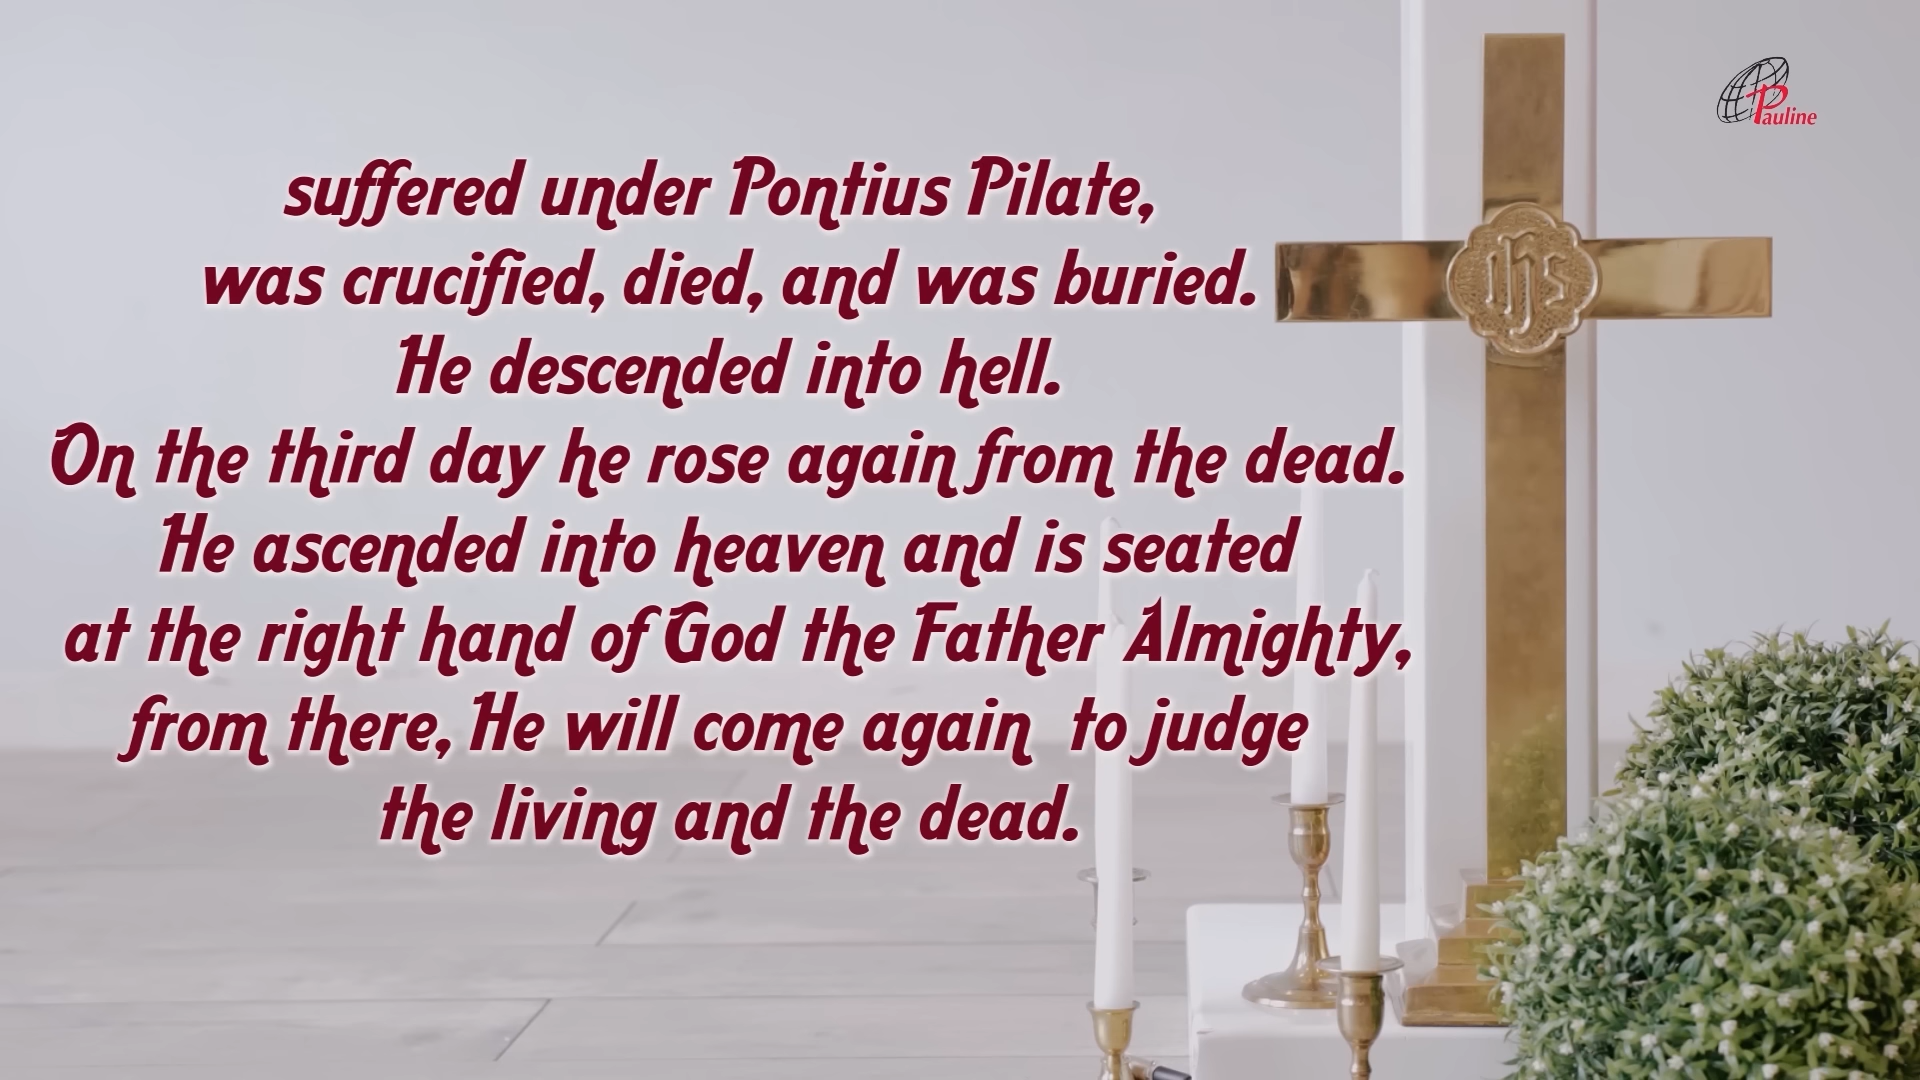 Pauline
suffered under Pontius Pilate,
was crucified, died, and was buried.
He descended into hell.
On the third day he rose again from the dead.
He ascended into heaven and is seated
at the right hand of God the Father Almighty,
from there, He will come again to judge
the living and the dead.
IHS